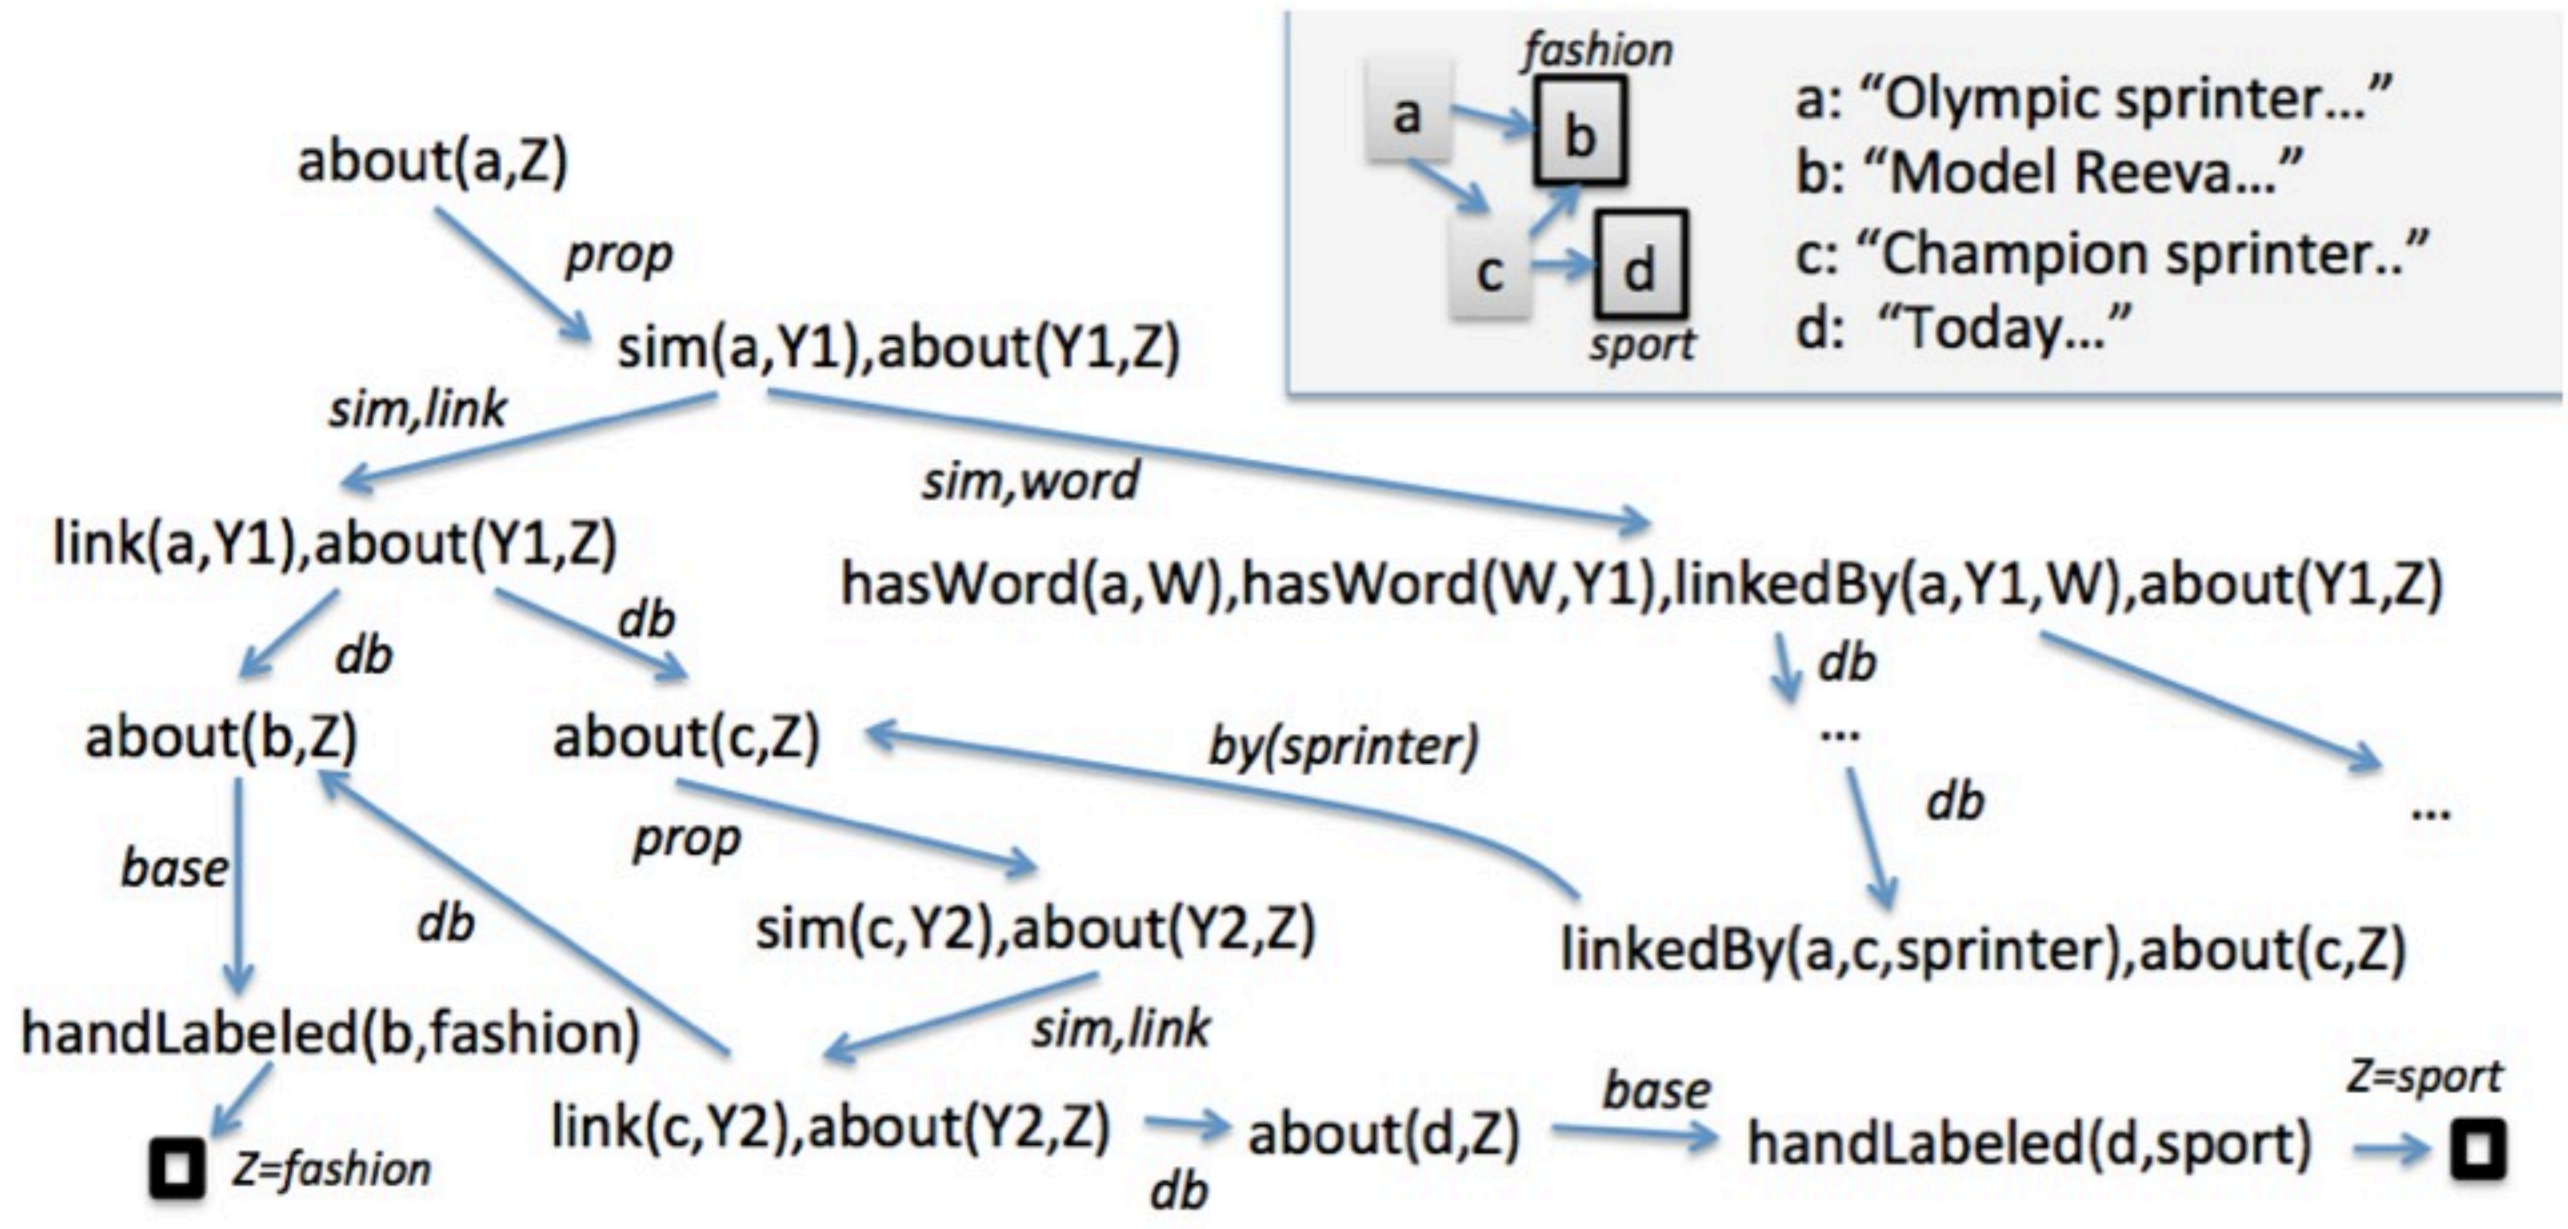 fashion
a
b
c
d
sport
a: “Olympic sprinter...”
b: “Model Reeva...”
c: “Champion sprinter..”
d: “Today...”
about(a,Z)
prop
sim(a,Y1),about(Y1,Z)
sim,link
sim,word
link(a,Y1),about(Y1,Z)
hasWord(a,W),hasWord(W,Y1),linkedBy(a,Y1,W),about(Y1,Z)
db
db
db
about(b,Z)
about(c,Z)
by(sprinter)
...
db
...
base
prop
db
sim(c,Y2),about(Y2,Z)
linkedBy(a,c,sprinter),about(c,Z)
handLabeled(b,fashion)
sim,link
Z=fashion
link(c,Y2),about(Y2,Z)
db
about(d,Z)
base
handLabeled(d,sport)
Z=sport